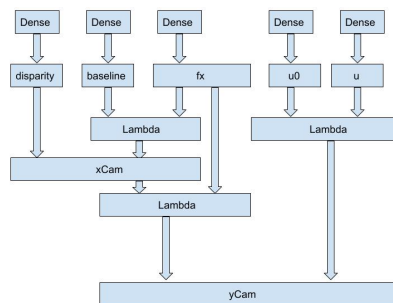 Dense Dense Dense Dense Dense
disparity baseline fx u0 u
Lambda Lambda
xCam
Lambda
yCam